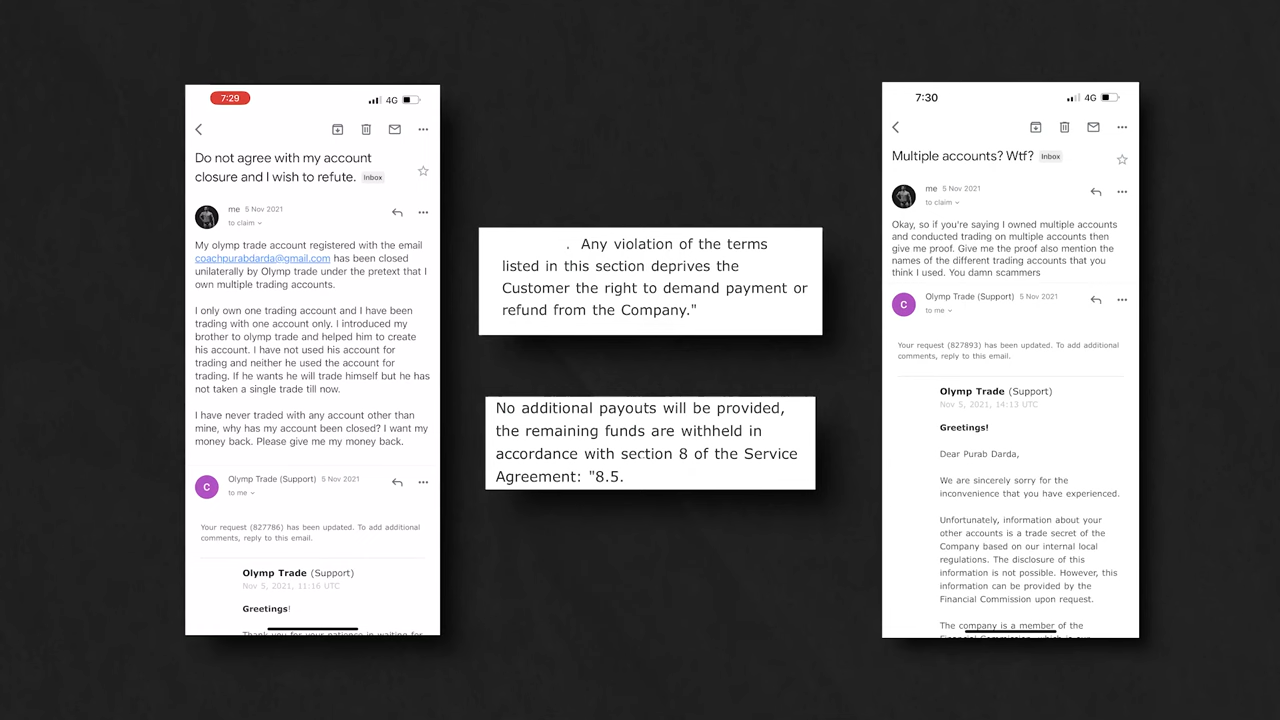 7:29
4G
Do not agree with my account
closure and I wish to refute. Inbox
me 5 Nov 2021
to claim
My olymp trade account registered with the email
coachpurabdarda@gmail.com has been closed
unilaterally by Olymp trade under the pretext that I
own multiple trading accounts.
I only own one trading account and I have been
trading with one account only. I introduced my
brother to olymp trade and helped him to create
his account. I have not used his account for
trading and neither he used the account for
trading. If he wants he will trade himself but he has
not taken a single trade till now.
I have never traded with any account other than
mine, why has my account been closed? I want my
money back. Please give me my money back.
C
Olymp Trade (Support) 5 Nov 2021
to me
Your request (827786) has been updated. To add additional
comments, reply to this email.
Olymp Trade (Support)
Nov 5, 2021, 11:16 UTC
Greetings!
Thank you for your patience in waiting for
. Any violation of the terms
listed in this section deprives the
Customer the right to demand payment or
refund from the Company."
No additional payouts will be provided,
the remaining funds are withheld in
accordance with section 8 of the Service
Agreement: "8.5.
7:30
4G
Multiple accounts? Wtf? Inbox
me 5 Nov 2021
to claim
Okay, so if you're saying I owned multiple accounts
and conducted trading on multiple accounts then
give me proof. Give me the proof also mention the
names of the different trading accounts that you
think I used. You damn scammers
C
Olymp Trade (Support) 5 Nov 2021
to me
Your request (827893) has been updated. To add additional
comments, reply to this email.
Olymp Trade (Support)
Nov 5, 2021, 14:13 UTC
Greetings!
Dear Purab Darda,
We are sincerely sorry for the
inconvenience that you have experienced.
Unfortunately, information about your
other accounts is a trade secret of the
Company based on our internal local
regulations. The disclosure of this
information is not possible. However, this
information can be provided by the
Financial Commission upon request.
The company is a member of the
Financial Commission, which is our